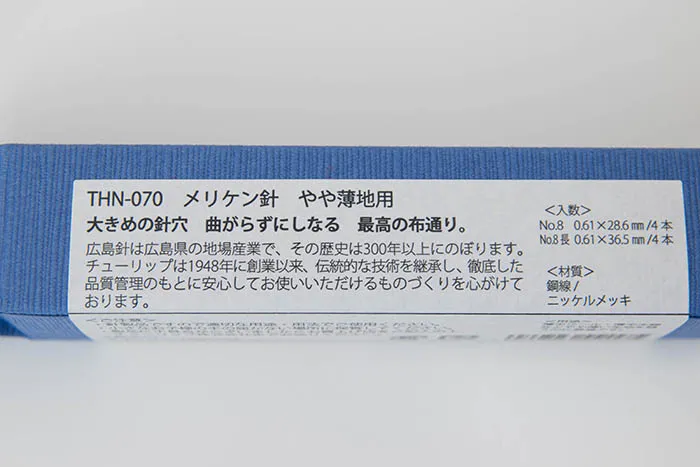 THN-070 メリケン針 やや薄地用
大きめの針穴 曲がらずにしなる 最高の布通り。
広島針は広島県の地場産業で、その歴史は300年以上にのぼります。
チューリップは1948年に創業以来、伝統的な技術を継承し、徹底した
品質管理のもとに安心してお使いいただけるものづくりを心がけて
おります。
＜入数＞
No.8 0.61×28.6㎜/4本
No.8長 0.61×36.5㎜/4本
＜材質＞
鋼線/
ニッケルメッキ